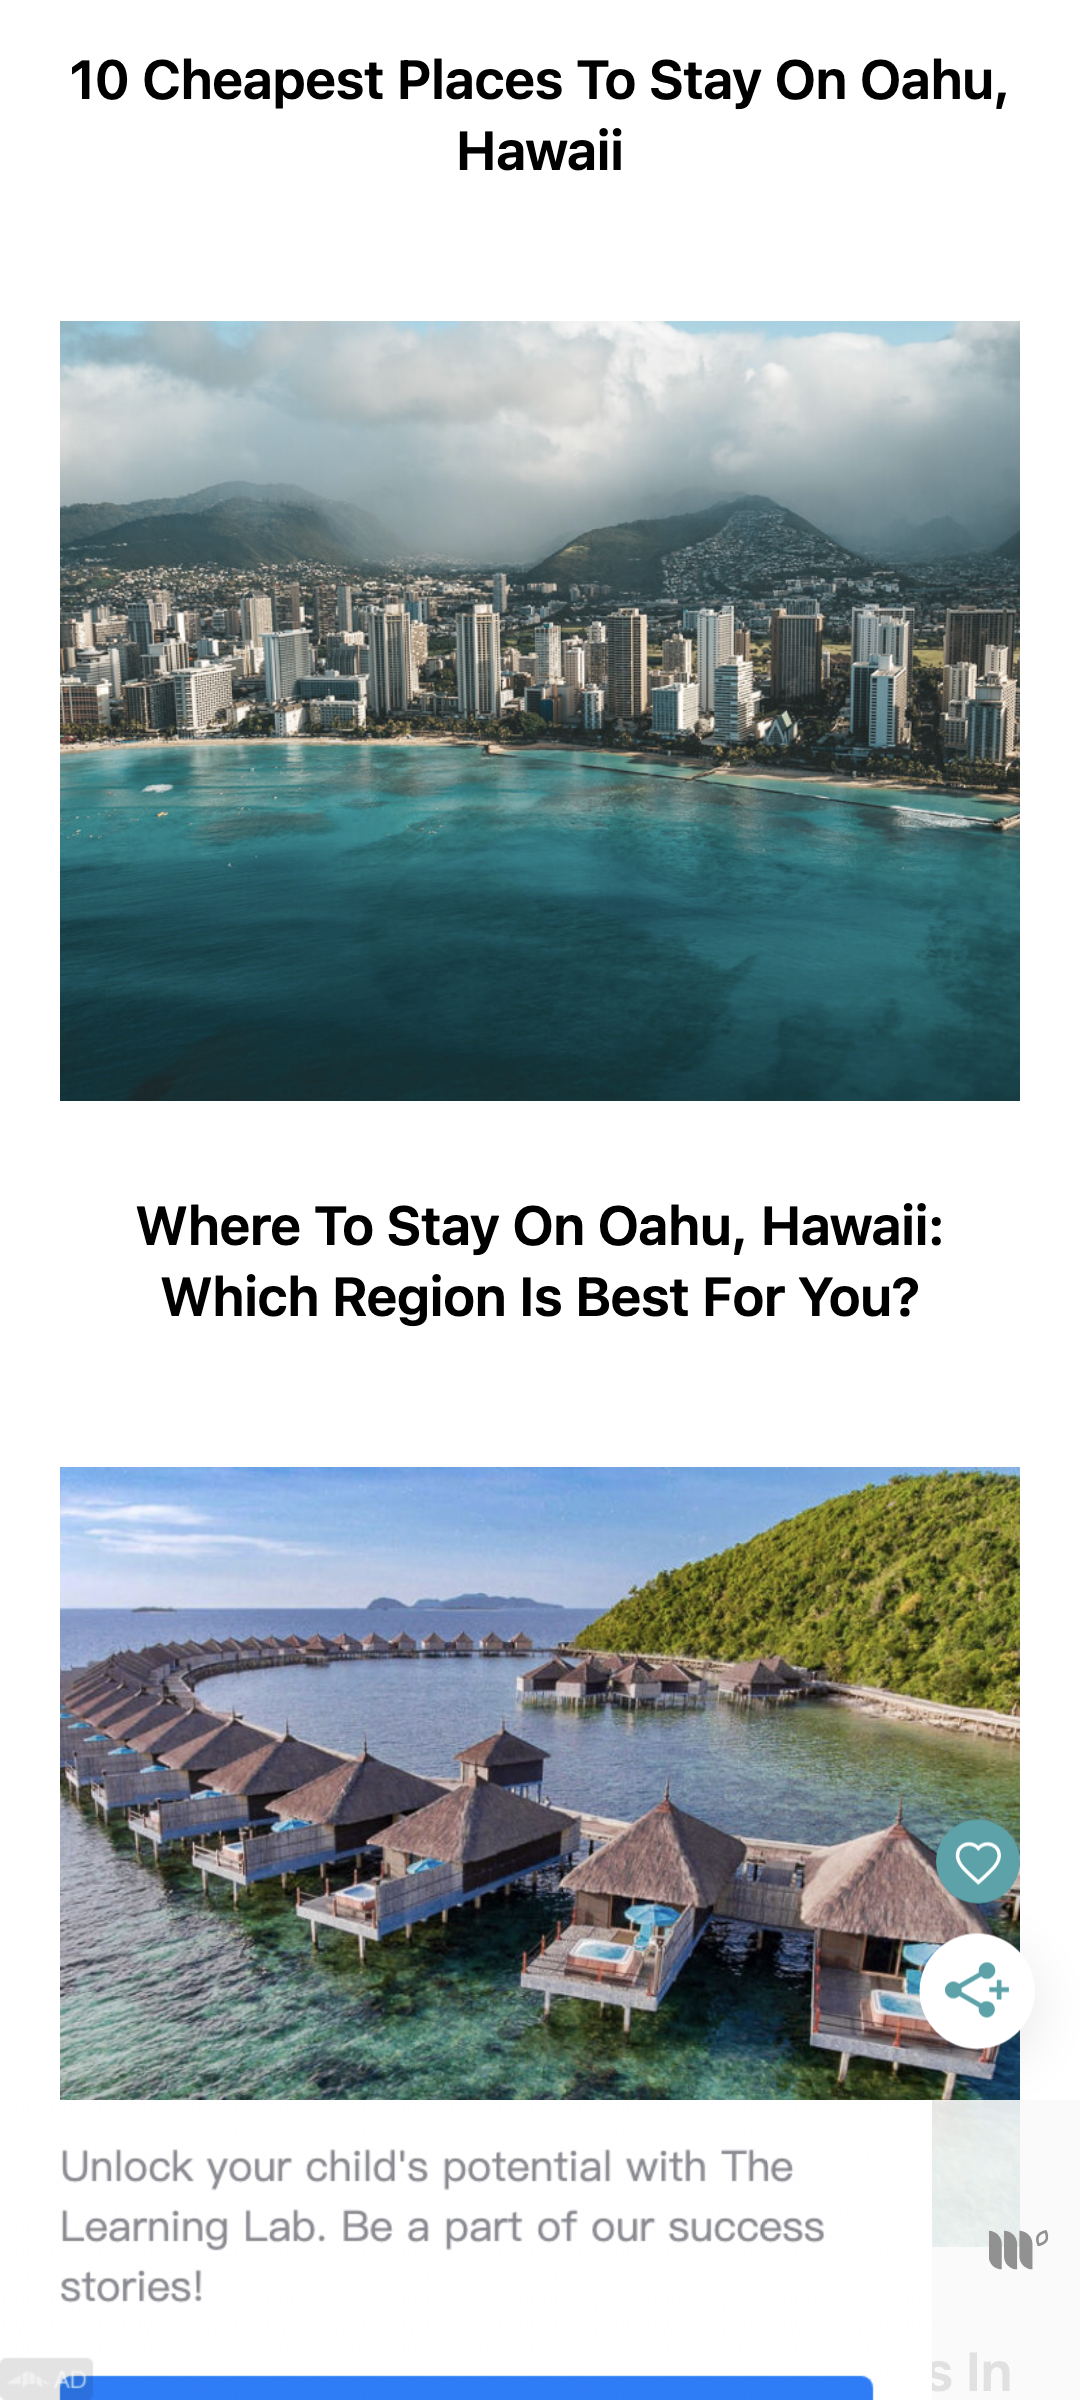 10 Cheapest Places To Stay On Oahu,
Hawaii
Where To Stay On Oahu, Hawaii:
Which Region Is Best For You?
Unlock your child's potential with The
Learning Lab. Be a part of our success
stories!
AD
s In